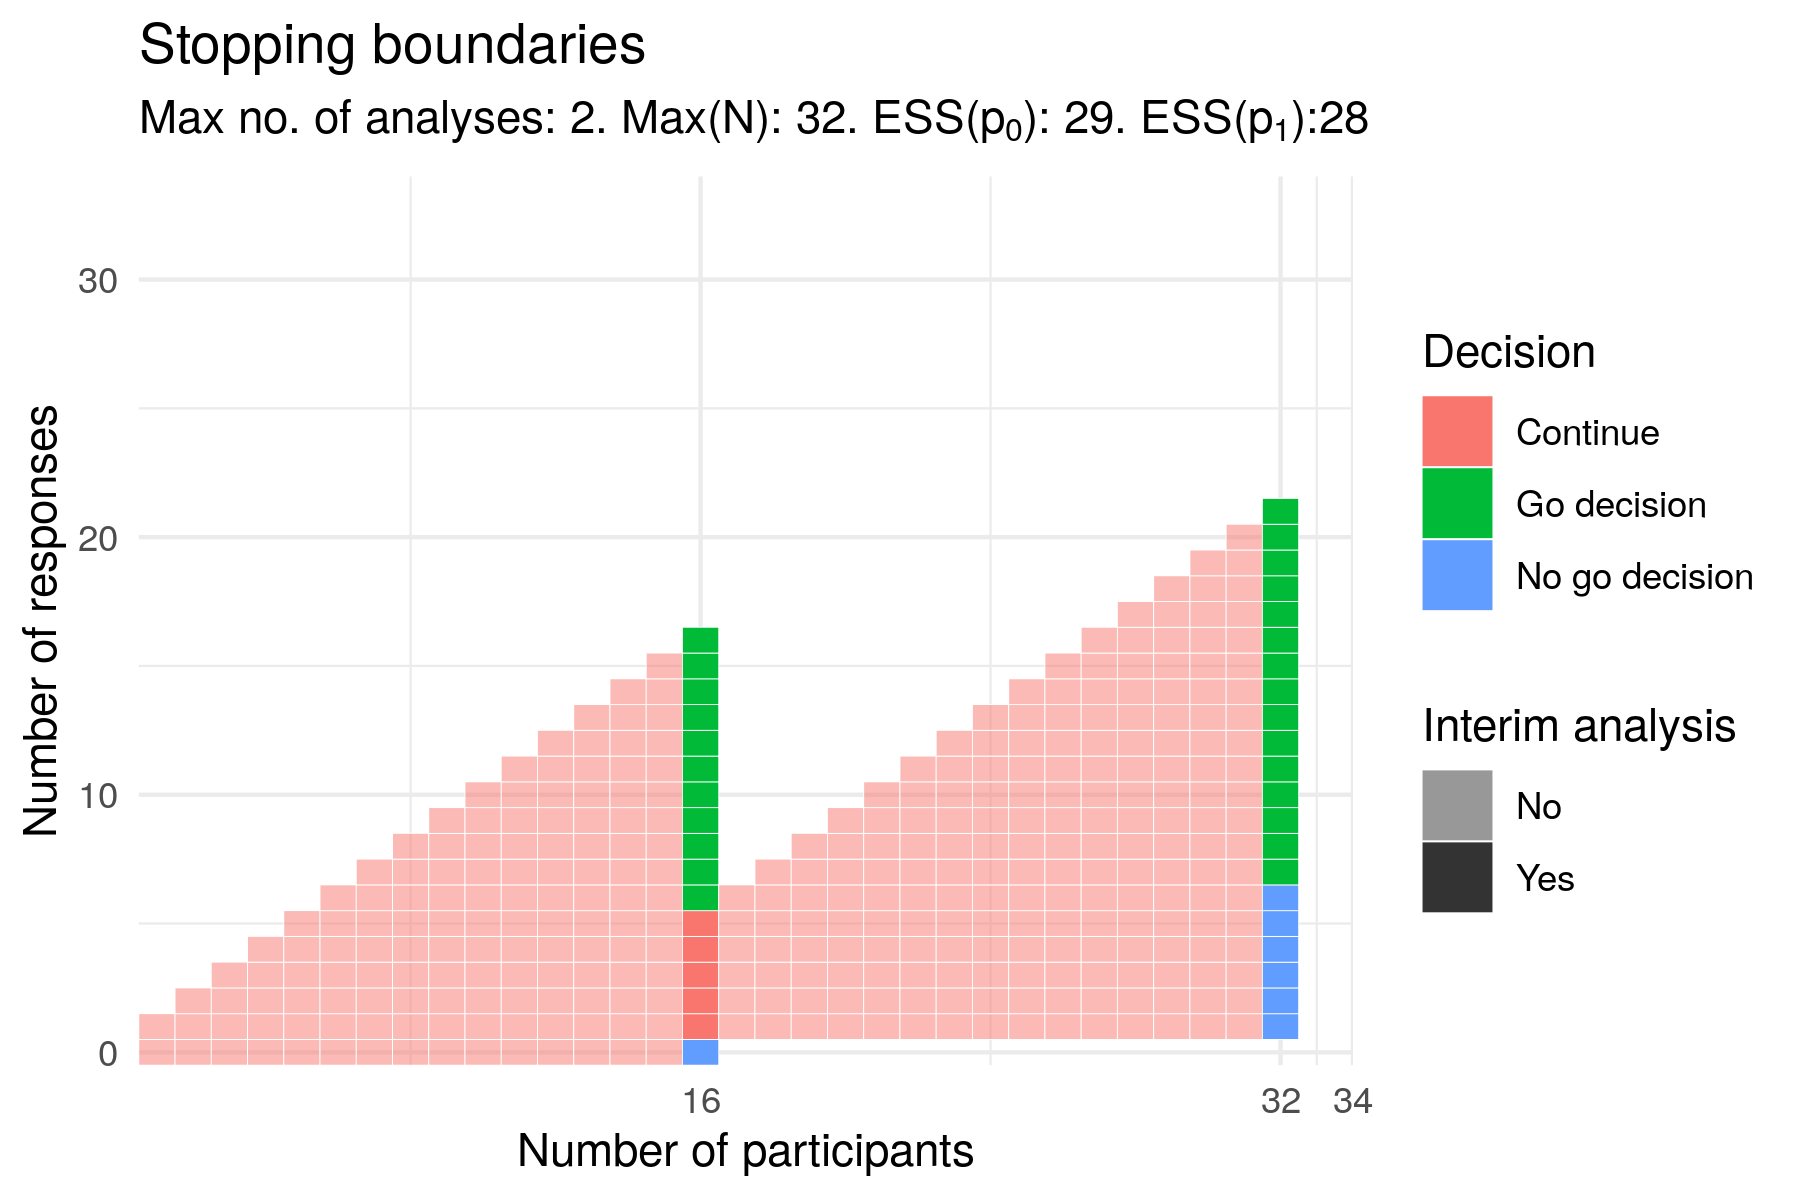 Stopping boundaries
Max no. of analyses: 2. Max(N): 32. ESS(p₀): 29. ESS(p₁):28
Number of responses
30
20
10
0
16
32
34
Number of participants
Decision
Continue
Go decision
No go decision
Interim analysis
No
Yes